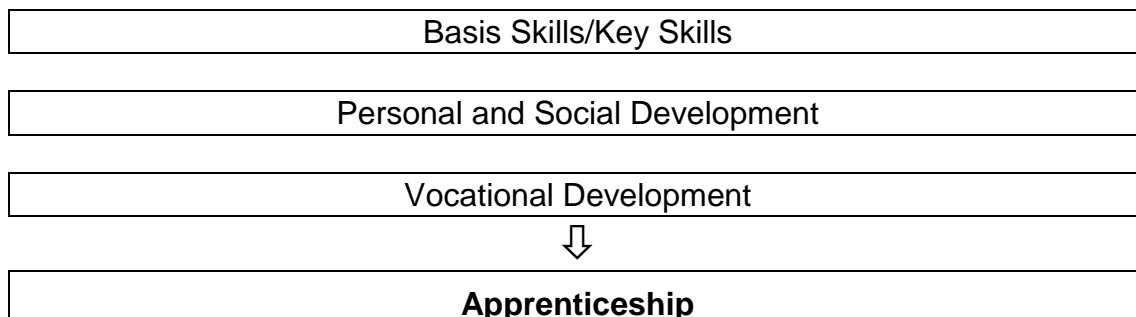 Basis Skills/Key Skills
Personal and Social Development
Vocational Development
Apprenticeship